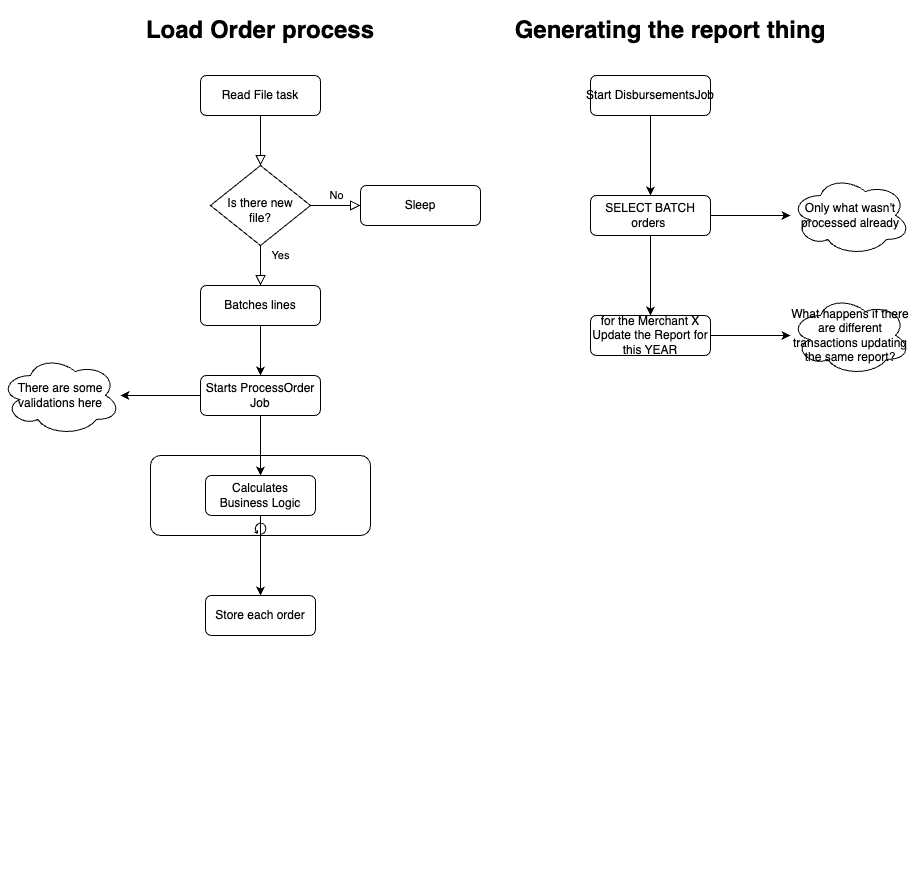 Load Order process
Generating the report thing
Read File task
Is there new
file?
No
Sleep
Yes
Batches lines
Starts ProcessOrder
Job
There are some
validations here
Calculates
Business Logic
Store each order
Start DisbursementsJob
SELECT BATCH
orders
Only what wasn't
processed already
for the Merchant X
Update the Report for
this YEAR
What happens if there
are different
transactions updating
the same report?